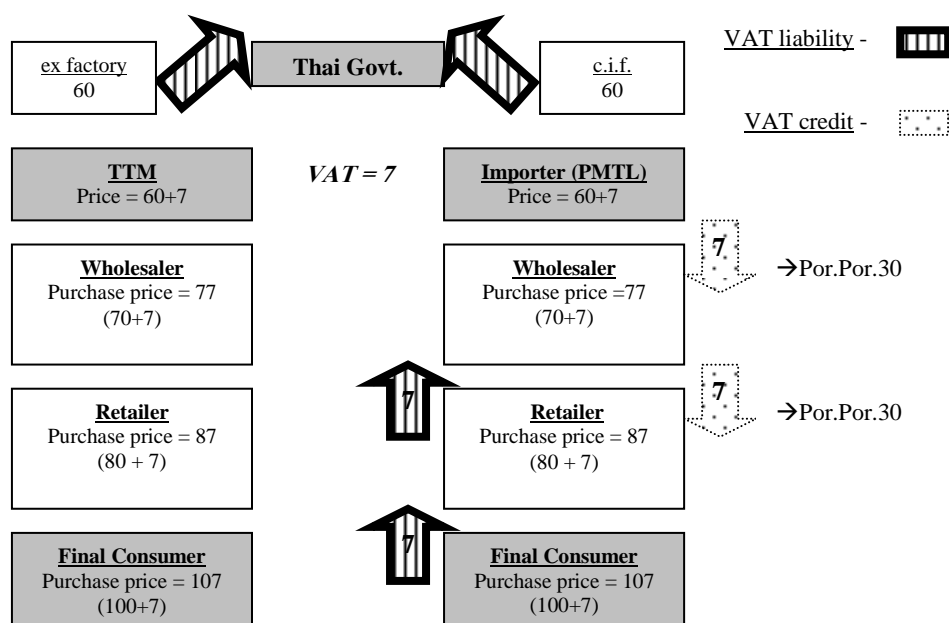 ex factory
60
Thai Govt.
c.i.f.
60
VAT liability -
VAT credit -
TTM
Price = 60+7
VAT = 7
Importer (PMTL)
Price = 60+7
Wholesaler
Purchase price = 77
(70+7)
Wholesaler
Purchase price =77
(70+7)
7
→Por.Por.30
Retailer
Purchase price = 87
(80 + 7)
7
Retailer
Purchase price = 87
(80 + 7)
7
→Por.Por.30
Final Consumer
Purchase price = 107
(100+7)
7
Final Consumer
Purchase price = 107
(100+7)